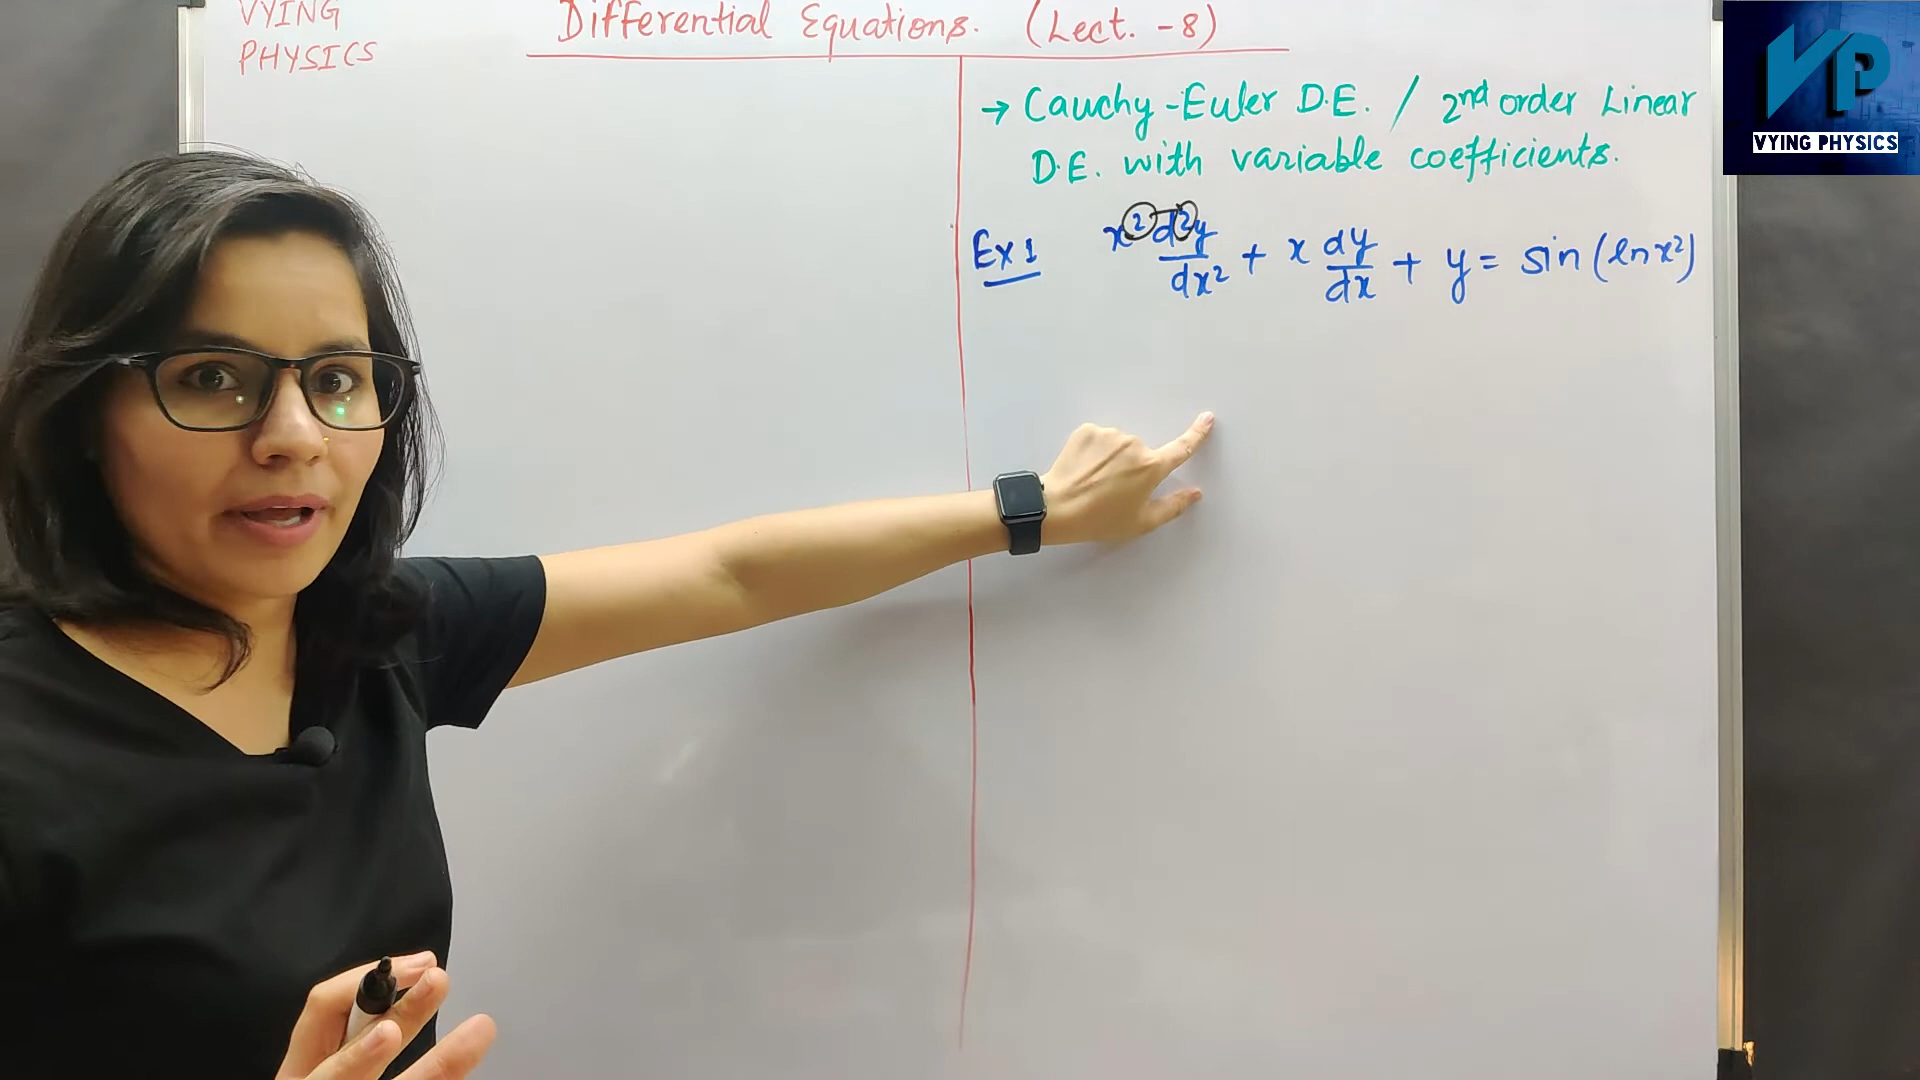 VYING
PHYSICS
Differential Equations. (Lect. -8)
→ Cauchy-Euler D.E. / 2nd order Linear
D.E. with variable coefficients.
Ex 1 x² d²y/dx² + x dy/dx + y = sin (ln x²)
VP
VYING PHYSICS